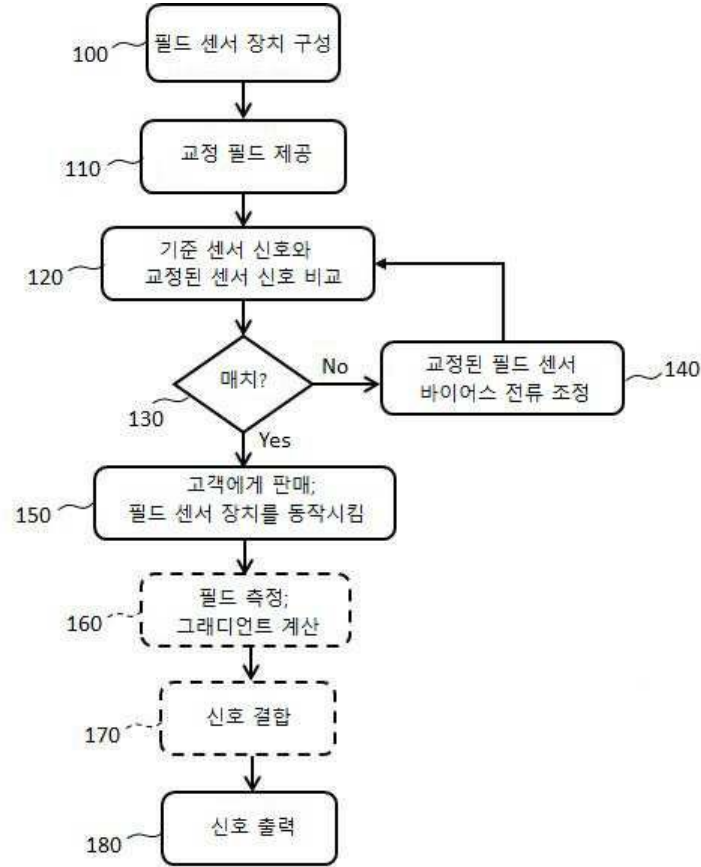 필드 센서 장치 구성
100
교정 필드 제공
110
기준 센서 신호와
교정된 센서 신호 비교
120
매치?
No
130
교정된 필드 센서
바이어스 전류 조정
140
Yes
고객에게 판매;
필드 센서 장치를 동작시킴
150
필드 측정;
그래디언트 계산
160
신호 결합
170
신호 출력
180